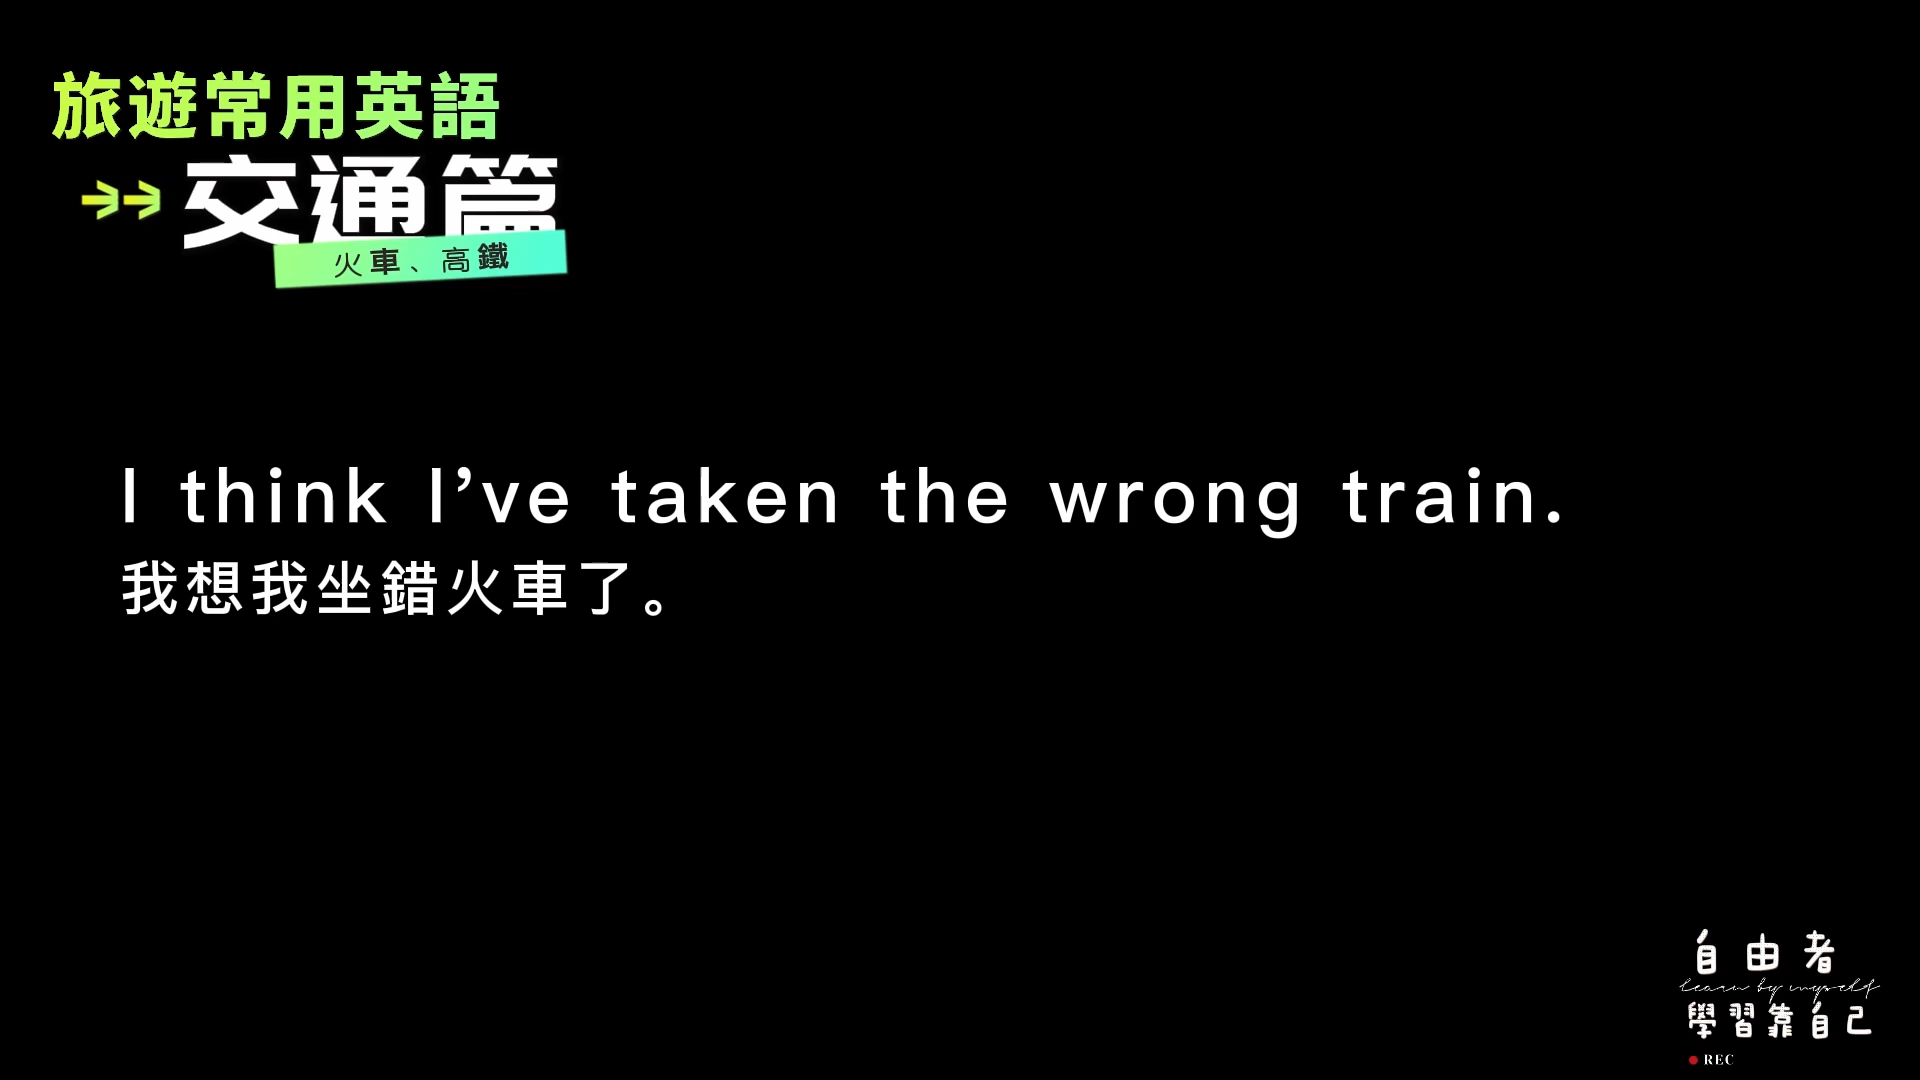 旅遊常用英語
交通篇
火車、高鐵
I think I’ve taken the wrong train.
我想我坐錯火車了。
自由者
learn by myself
學習靠自己
REC